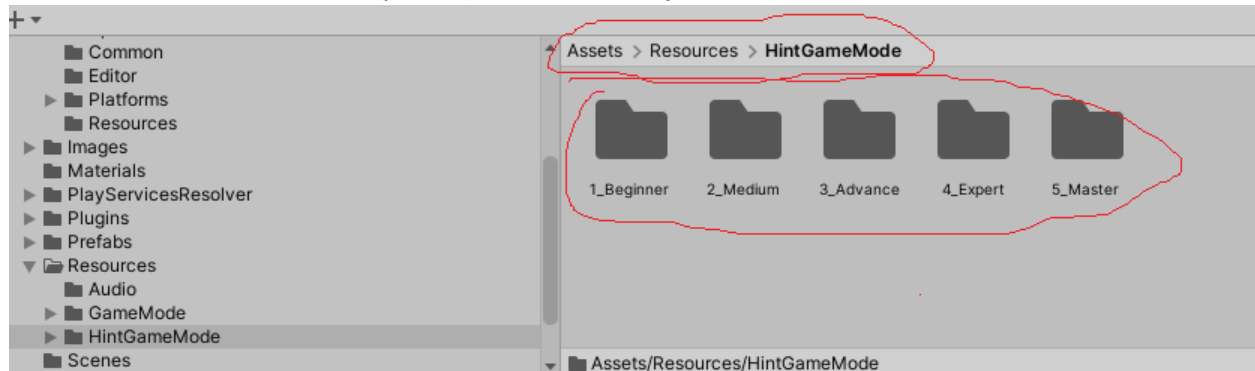 Common
Editor
Platforms
Resources
Images
Materials
PlayServicesResolver
Plugins
Prefabs
Resources
Audio
GameMode
HintGameMode
Scenes
Assets > Resources > HintGameMode
1_Beginner 2_Medium 3_Advance 4_Expert 5_Master
Assets/Resources/HintGameMode